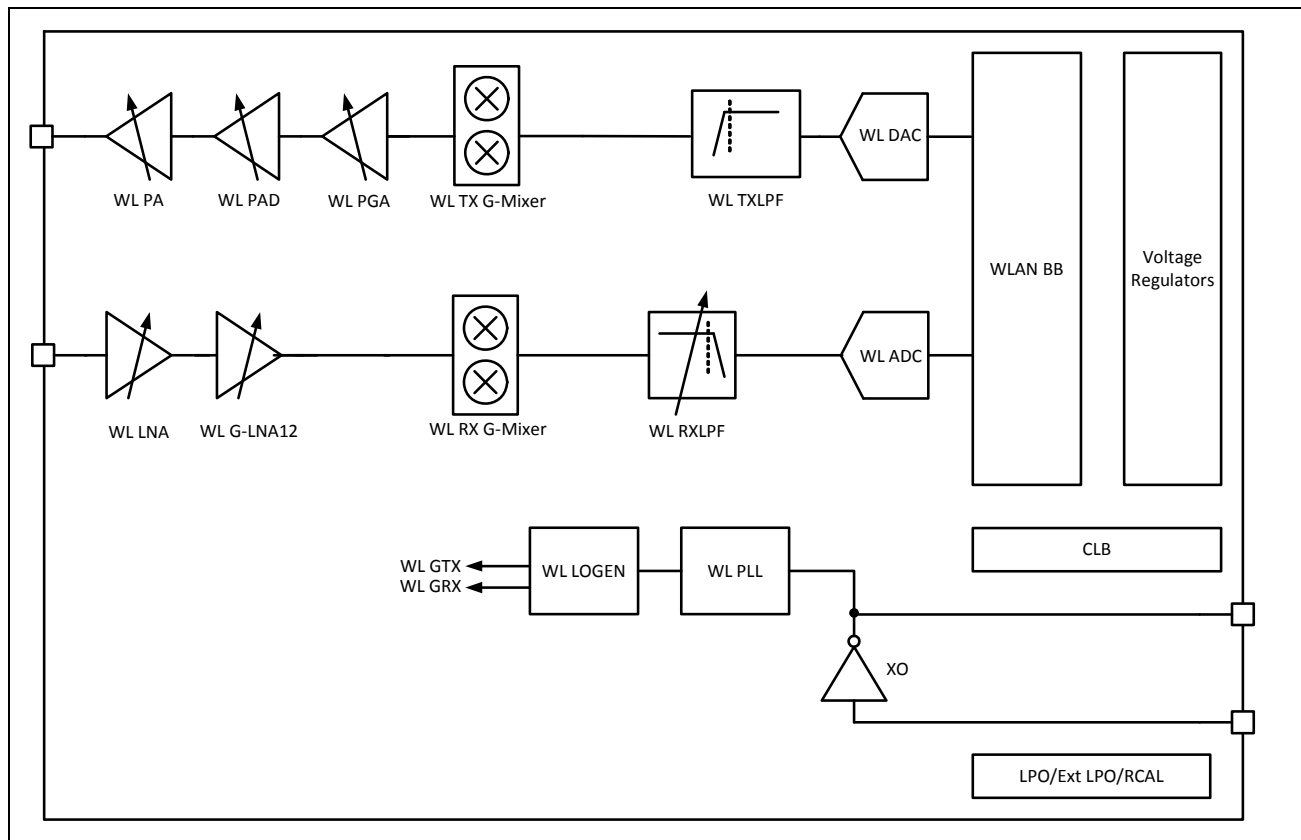 WL DAC
WL PA
WL PAD
WL PGA
WL TX G-Mixer
WL TXLPF
WLAN BB
Voltage
Regulators
WL ADC
WL LNA
WL G-LNA12
WL RX G-Mixer
WL RXLPF
CLB
WL GTX
WL GRX
WL LOGEN
WL PLL
XO
LPO/Ext LPO/RCAL